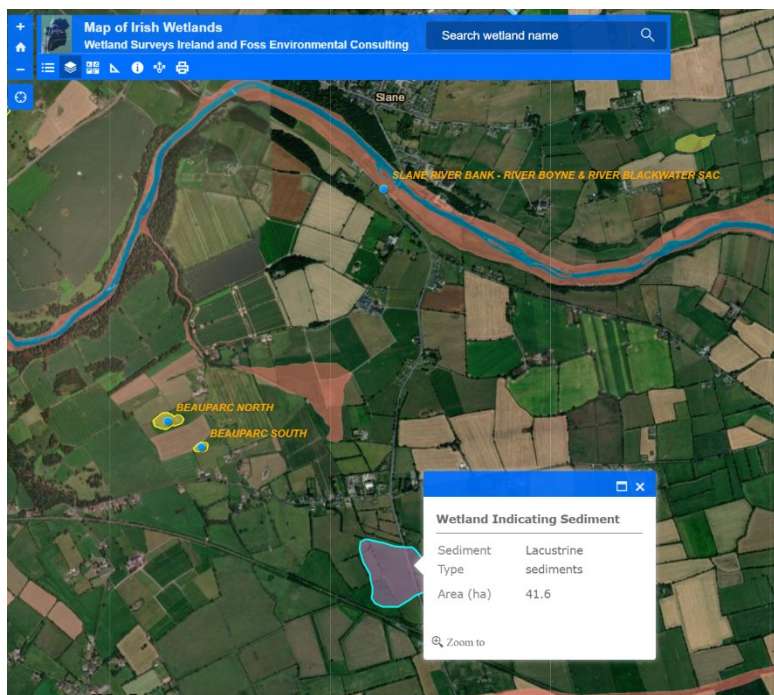 Map of Irish Wetlands
Wetland Surveys Ireland and Foss Environmental Consulting
Search wetland name
Slane
SLANE RIVER BANK - RIVER BOYNE & RIVER BLACKWATER SAC
BEAUPARC NORTH
BEAUPARC SOUTH
Wetland Indicating Sediment
Sediment Type
Lacustrine sediments
Area (ha) 41.6
Zoom to